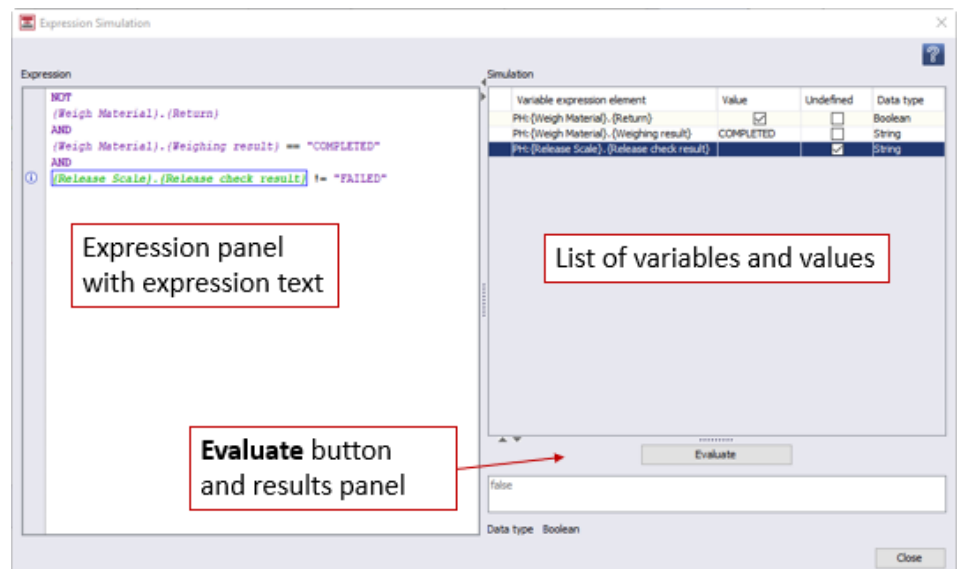 Expression Simulation
?
Expression
Simulation
NOT
{Weigh Material}.{Return}
AND
{Weigh Material}.{Weighing result} == "COMPLETED"
AND
{Release Scale}.{Release check result} != "FAILED"
Variable expression element Value Undefined Data type
PH:{Weigh Material}.{Return} Boolean
PH:{Weigh Material}.{Weighing result} COMPLETED String
PH:{Release Scale}.{Release check result} String
Expression panel
with expression text
List of variables and values
Evaluate button
and results panel
Evaluate
false
Data type Boolean
Close